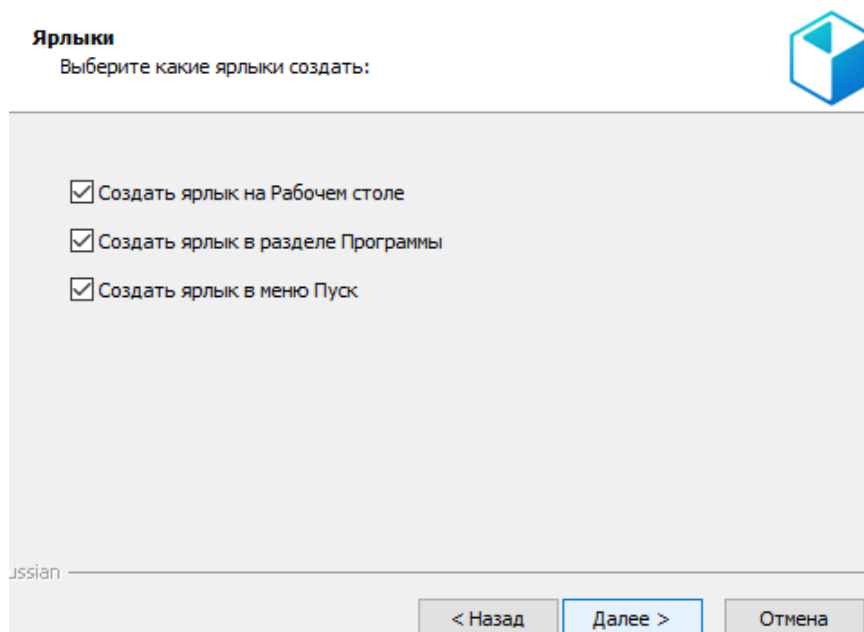 Ярлыки
Выберите какие ярлыки создать:
Создать ярлык на Рабочем столе
Создать ярлык в разделе Программы
Создать ярлык в меню Пуск
ussian
< Назад
Далее >
Отмена